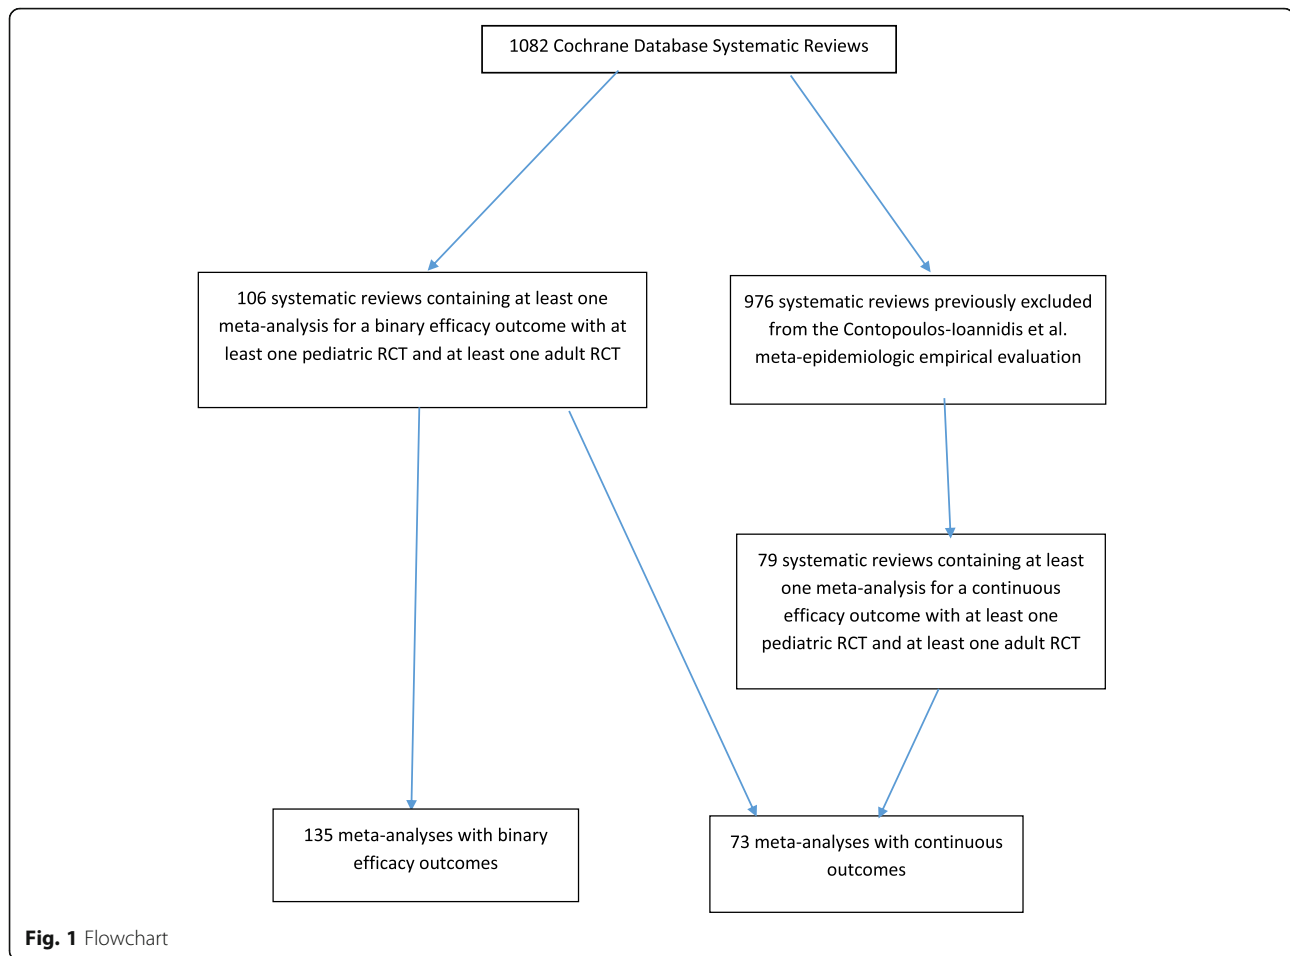 1082 Cochrane Database Systematic Reviews
106 systematic reviews containing at least one
meta-analysis for a binary efficacy outcome with at
least one pediatric RCT and at least one adult RCT
976 systematic reviews previously excluded
from the Contopoulos-Ioannidis et al.
meta-epidemiologic empirical evaluation
79 systematic reviews containing at least
one meta-analysis for a continuous
efficacy outcome with at least one
pediatric RCT and at least one adult RCT
135 meta-analyses with binary
efficacy outcomes
73 meta-analyses with continuous
outcomes
Fig. 1 Flowchart